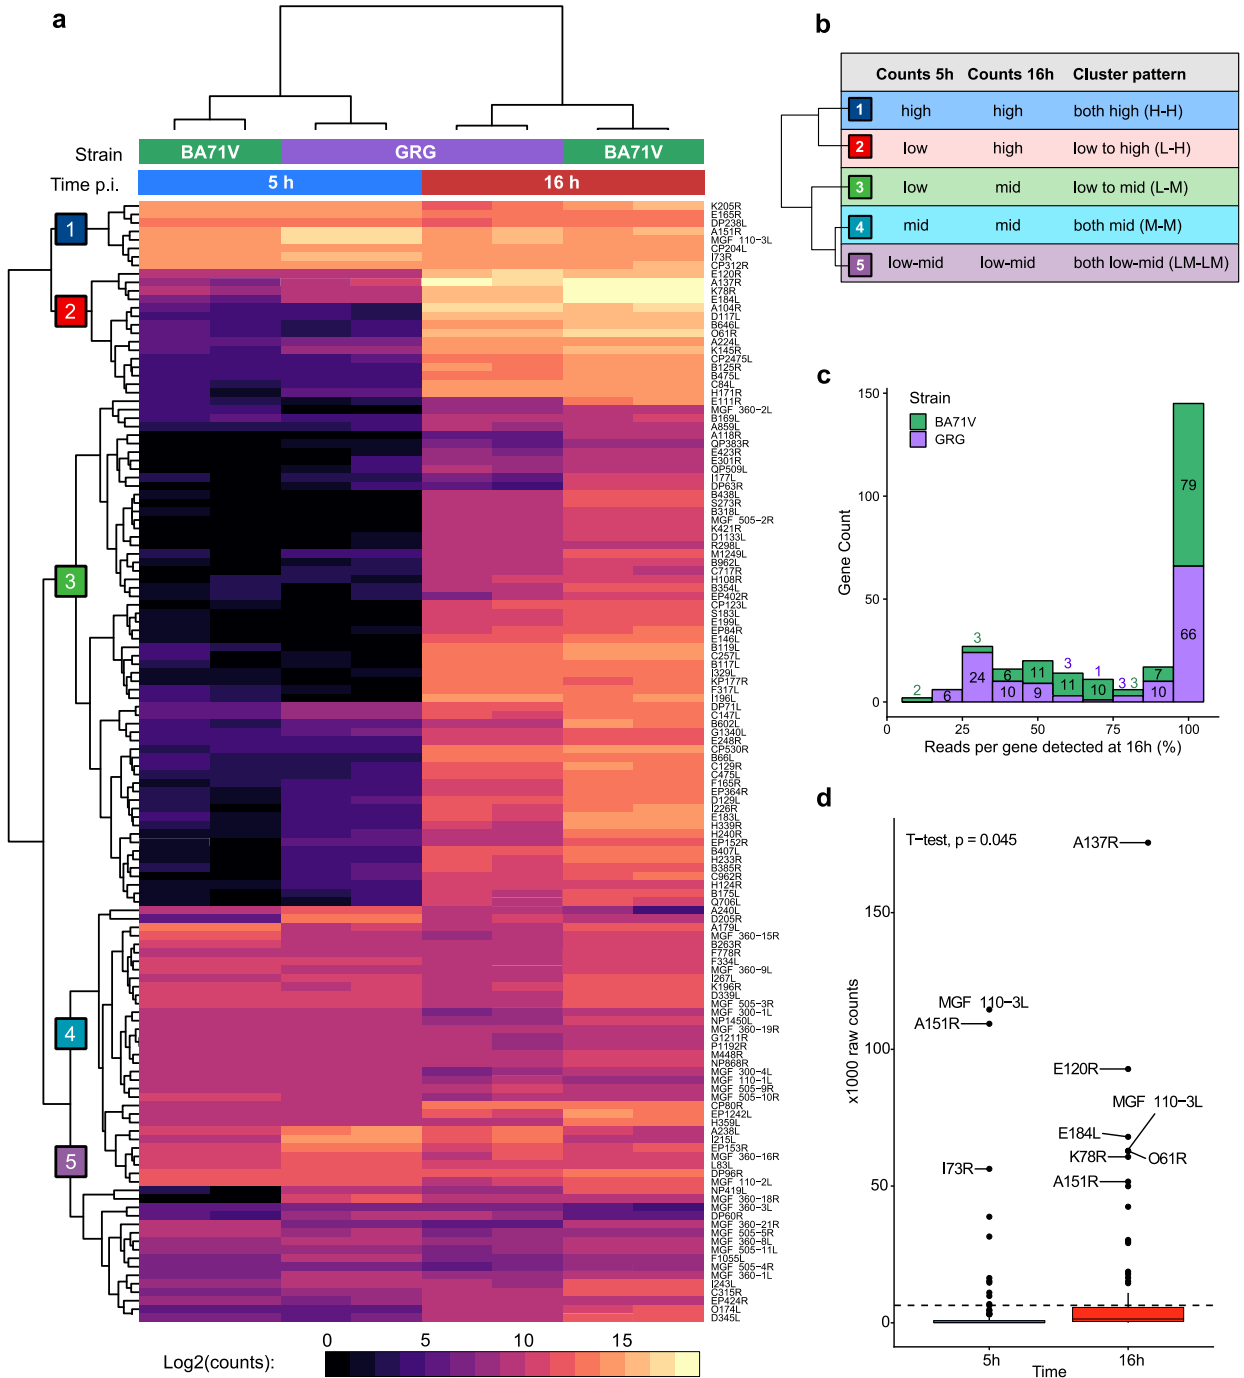 a
Strain
BA71V
GRG
BA71V
Time p.i.
5 h
16 h
1
2
3
4
5
K205R
E165R
DP238L
A151R
MGF 110−3L
CP204L
I73R
CP312R
E120R
A137R
K78R
E184L
A104R
D117L
B646L
O61R
A224L
K145R
CP2475L
B125R
B475L
C84L
H171R
E111R
MGF 360−2L
B169L
A859L
A118R
QP383R
E423R
E301R
QP509L
I177L
DP63R
B438L
S273R
B318L
MGF 505−2R
K421R
D1133L
R298L
M1249L
B962L
C717R
H108R
B354L
EP402R
CP123L
S183L
E199L
EP84R
E146L
B119L
C257L
B117L
I329L
KP177R
F317L
I196L
DP71L
C147L
B602L
G1340L
E248R
CP530R
B66L
C129R
C475L
F165R
EP364R
D129L
I226R
E183L
H339R
H240R
EP152R
B407L
H233R
B385R
C962R
H124R
B175L
Q706L
A240L
D205R
A179L
MGF 360−15R
B263R
F778R
F334L
MGF 360−9L
I267L
K196R
D339L
MGF 505−3R
MGF 300−1L
NP1450L
MGF 360−19R
G1211R
P1192R
M448R
NP868R
MGF 300−4L
MGF 110−1L
MGF 505−9R
MGF 505−10R
CP80R
EP1242L
H359L
A238L
I215L
EP153R
MGF 360−16R
L83L
DP96R
MGF 110−2L
NP419L
MGF 360−18R
MGF 360−3L
DP60R
MGF 360−21R
MGF 505−5R
MGF 360−8L
MGF 505−11L
F1055L
MGF 505−4R
MGF 360−1L
I243L
C315R
EP424R
O174L
D345L
Log2(counts):
0 5 10 15
b
Counts 5h Counts 16h Cluster pattern
1 high high both high (H-H)
2 low high low to high (L-H)
3 low mid low to mid (L-M)
4 mid mid both mid (M-M)
5 low-mid low-mid both low-mid (LM-LM)
c
Gene Count
150
100
50
0
Strain
BA71V
GRG
79
66
2
6
3
24
6
10
11
9
3
11
1
10
3 3
7
10
0 25 50 75 100
Reads per gene detected at 16h (%)
d
T-test, p = 0.045
x1000 raw counts
150
100
50
0
A137R
MGF 110−3L
A151R
E120R
MGF 110−3L
E184L
K78R
O61R
I73R
A151R
5h 16h
Time